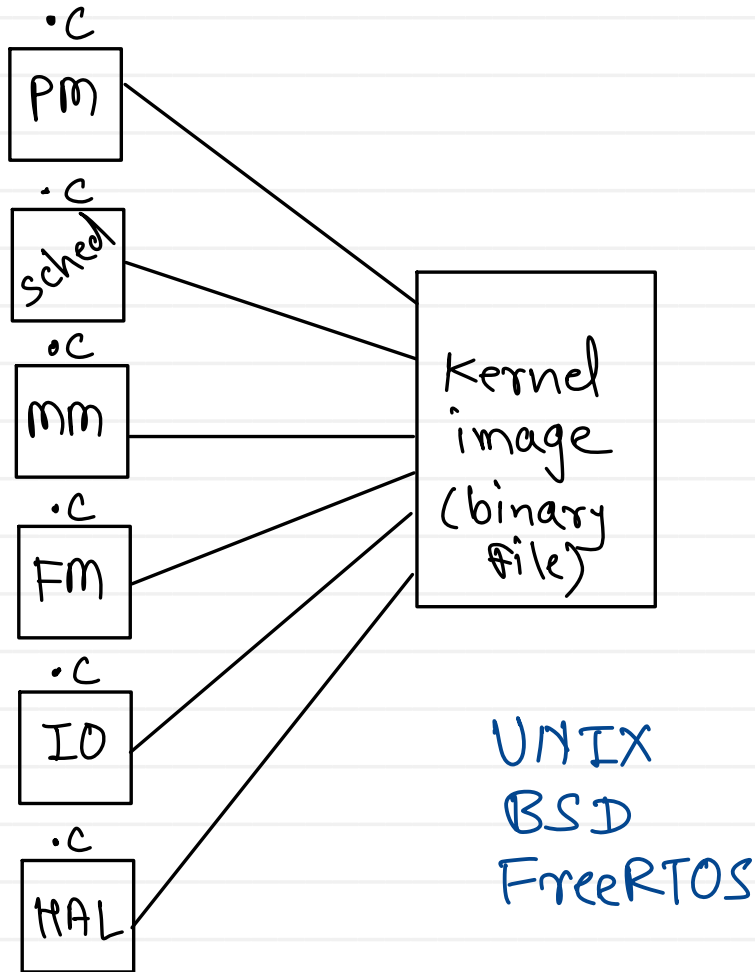 .C
PM
.C
sched
.C
MM
.C
FM
.C
IO
.C
HAL
Kernel
image
(binary
file)
UNIX
BSD
FreeRTOS